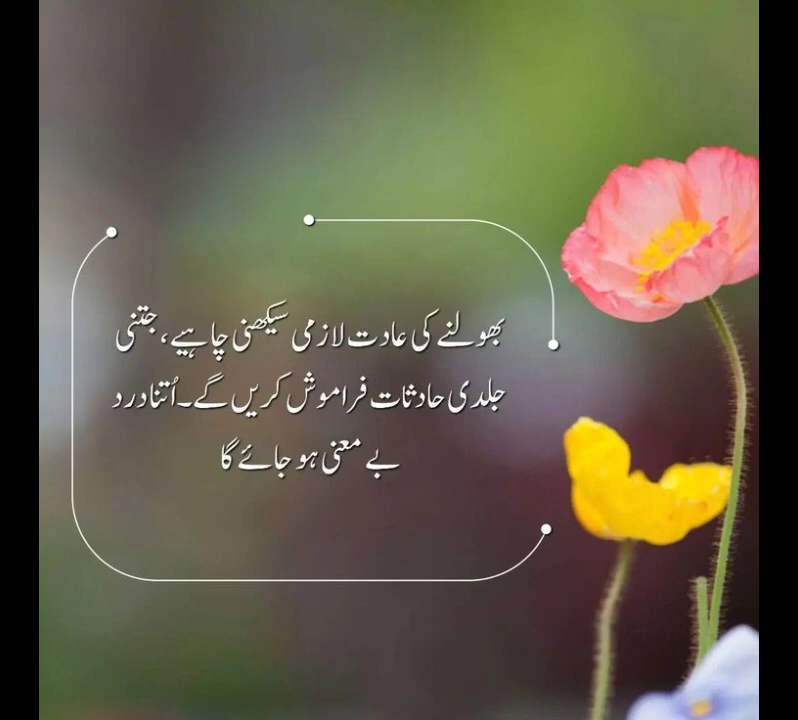 بھولنے کی عادت لازمی سیکھنی چاہیے، جتنی
جلدی حادثات فراموش کریں گے۔اُتنا درد
بے معنی ہو جائے گا